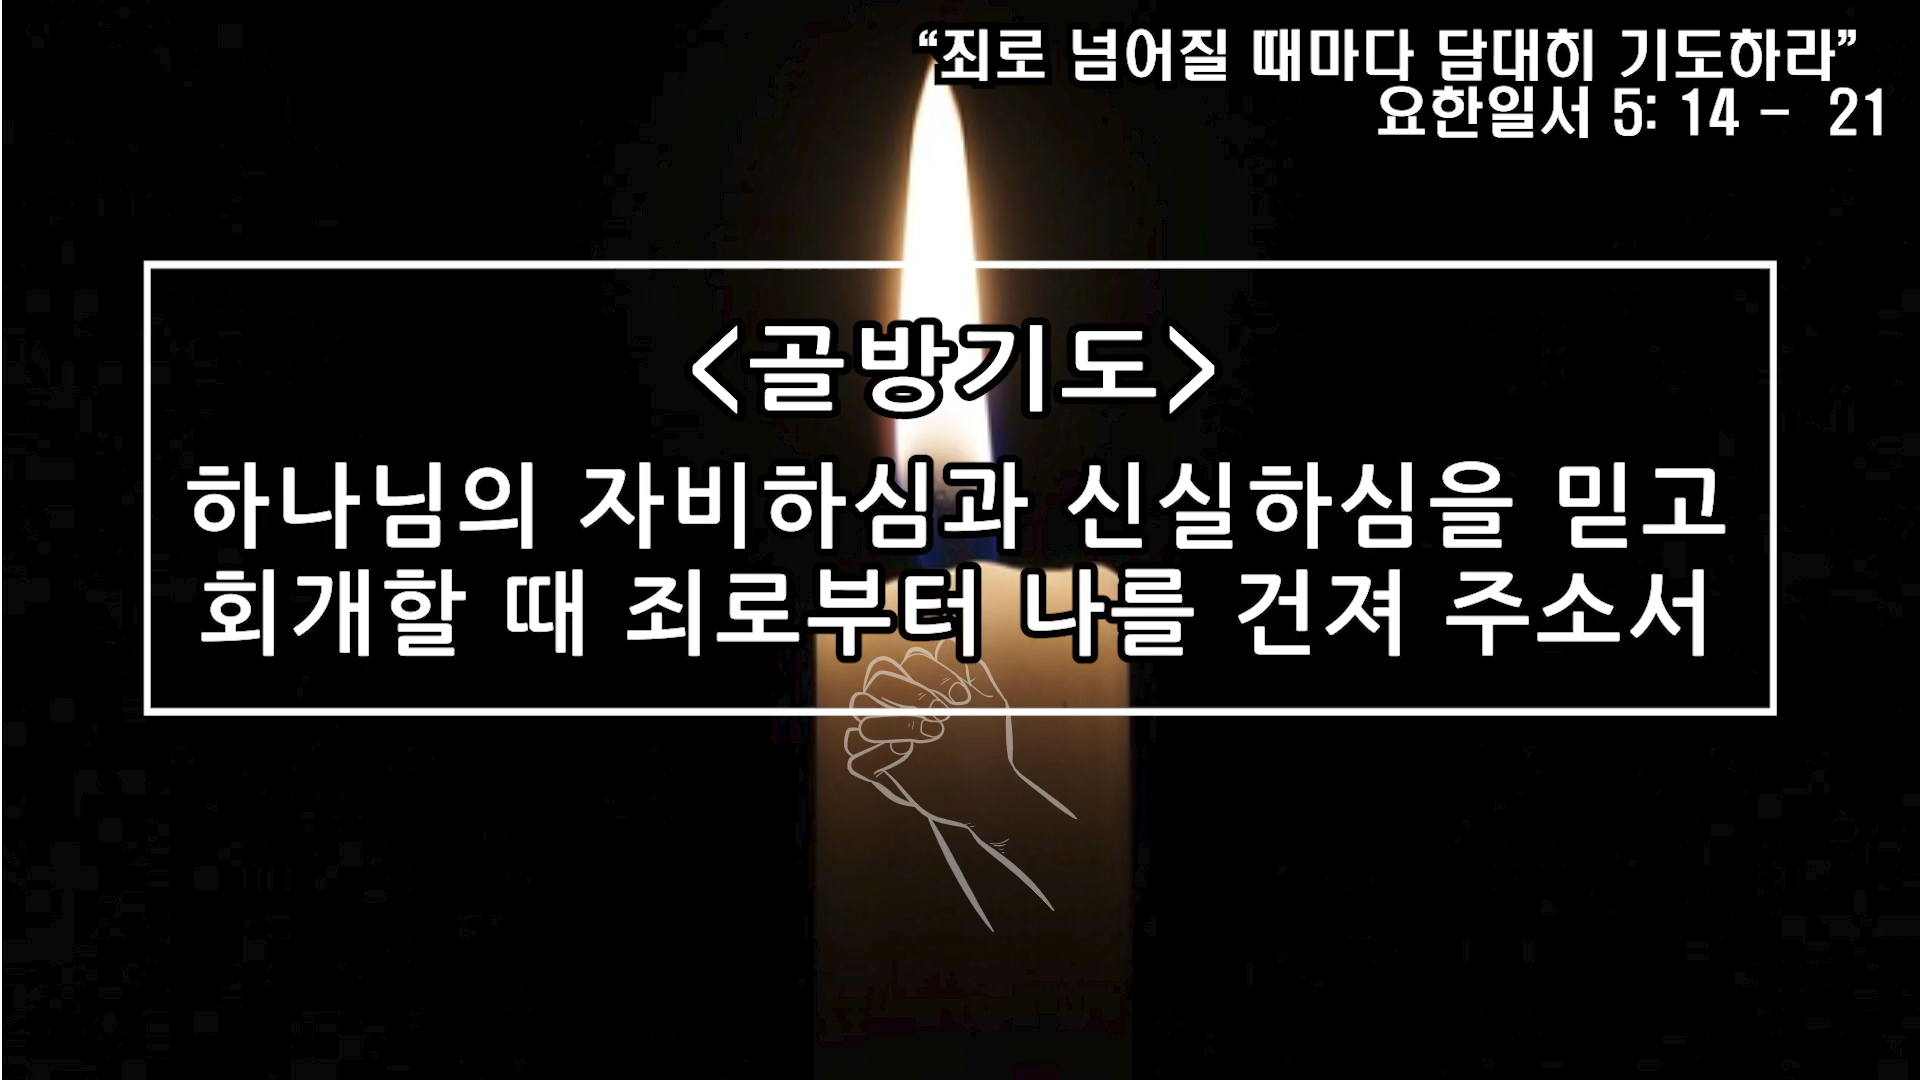 “죄로 넘어질 때마다 담대히 기도하라”
요한일서 5: 14 - 21
<골방기도>
하나님의 자비하심과 신실하심을 믿고
회개할 때 죄로부터 나를 건져 주소서